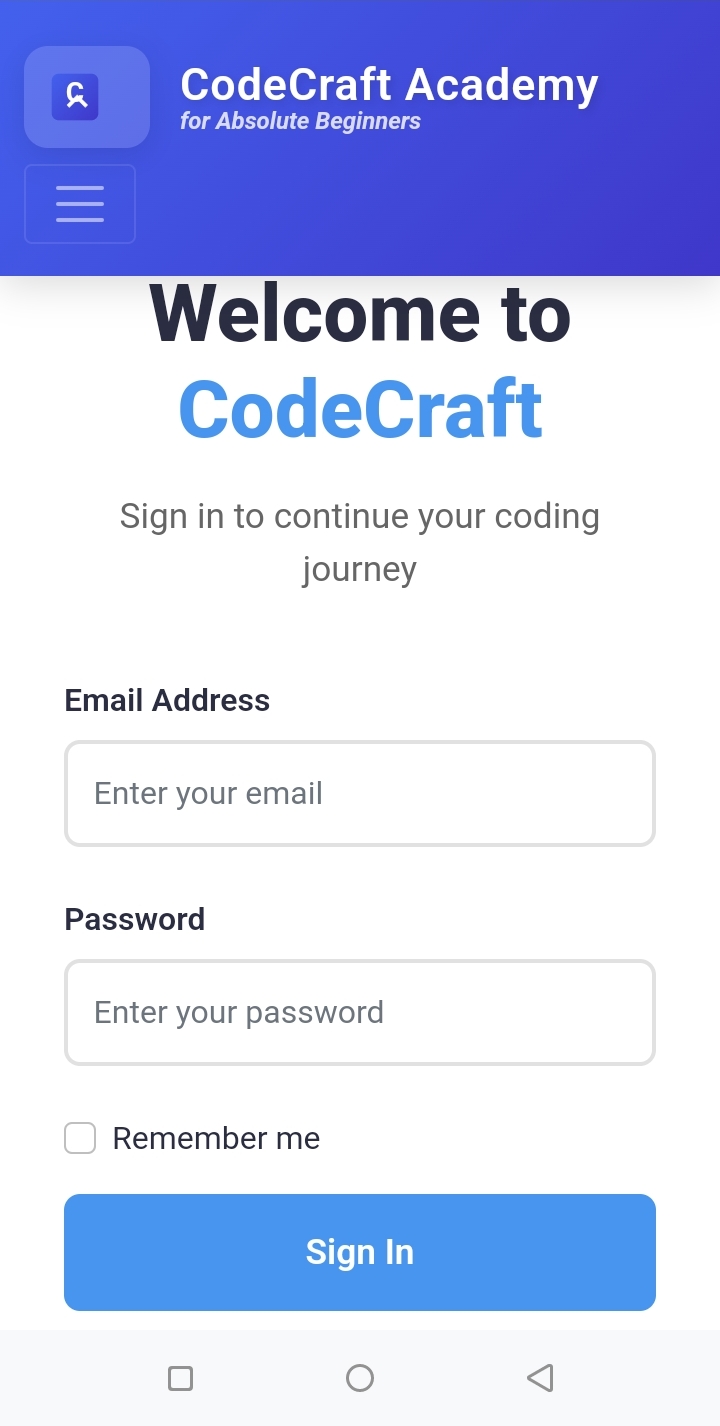 CodeCraft Academy
for Absolute Beginners
Welcome to
CodeCraft
Sign in to continue your coding
journey
Email Address
Enter your email
Password
Enter your password
Remember me
Sign In